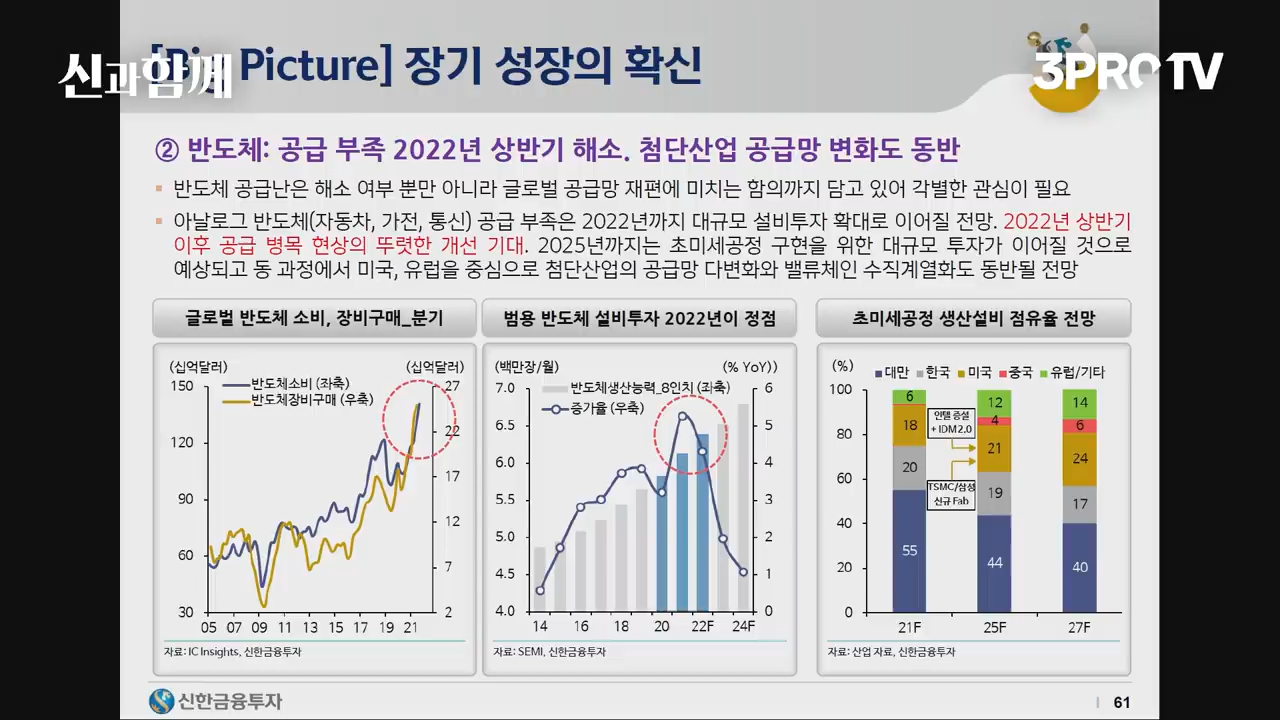 [Big Picture] 장기 성장의 확신
신과함께
3PROTV
② 반도체: 공급 부족 2022년 상반기 해소. 첨단산업 공급망 변화도 동반
반도체 공급난은 해소 여부 뿐만 아니라 글로벌 공급망 재편에 미치는 함의까지 담고 있어 각별한 관심이 필요
아날로그 반도체(자동차, 가전, 통신) 공급 부족은 2022년까지 대규모 설비투자 확대로 이어질 전망. 2022년 상반기
이후 공급 병목 현상의 뚜렷한 개선 기대. 2025년까지는 초미세공정 구현을 위한 대규모 투자가 이어질 것으로
예상되고 동 과정에서 미국, 유럽을 중심으로 첨단산업의 공급망 다변화와 밸류체인 수직계열화도 동반될 전망
글로벌 반도체 소비, 장비구매_분기
(십억달러) (십억달러)
반도체소비 (좌축)
반도체장비구매 (우축)
150 27
120 22
90 17
60 12
30 7
2
05 07 09 11 13 15 17 19 21
자료: IC Insights, 신한금융투자
범용 반도체 설비투자 2022년이 정점
(백만장/월) (% YoY))
반도체생산능력_8인치 (좌축)
증가율 (우축)
7.0 6
6.5 5
6.0 4
5.5 3
5.0 2
4.5 1
4.0 0
14 16 18 20 22F 24F
자료: SEMI, 신한금융투자
초미세공정 생산설비 점유율 전망
(%)
대만 한국 미국 중국 유럽/기타
100
80
60
40
20
0
6 12 14
4 6
18 21 24
20 19 17
55 44 40
인텔 증설
+ IDM 2.0
TSMC/삼성
신규 Fab
21F 25F 27F
자료: 산업 자료, 신한금융투자
신한금융투자
61